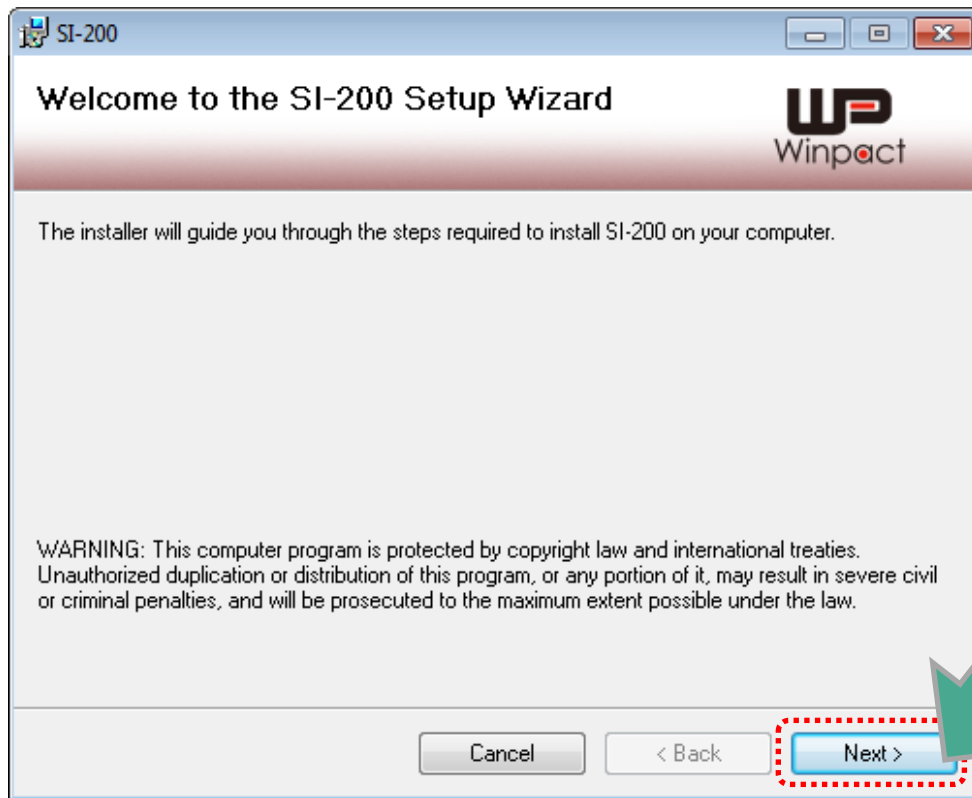 SI-200
Welcome to the SI-200 Setup Wizard
WP
Winpact
The installer will guide you through the steps required to install SI-200 on your computer.
WARNING: This computer program is protected by copyright law and international treaties.
Unauthorized duplication or distribution of this program, or any portion of it, may result in severe civil
or criminal penalties, and will be prosecuted to the maximum extent possible under the law.
Cancel
< Back
Next >